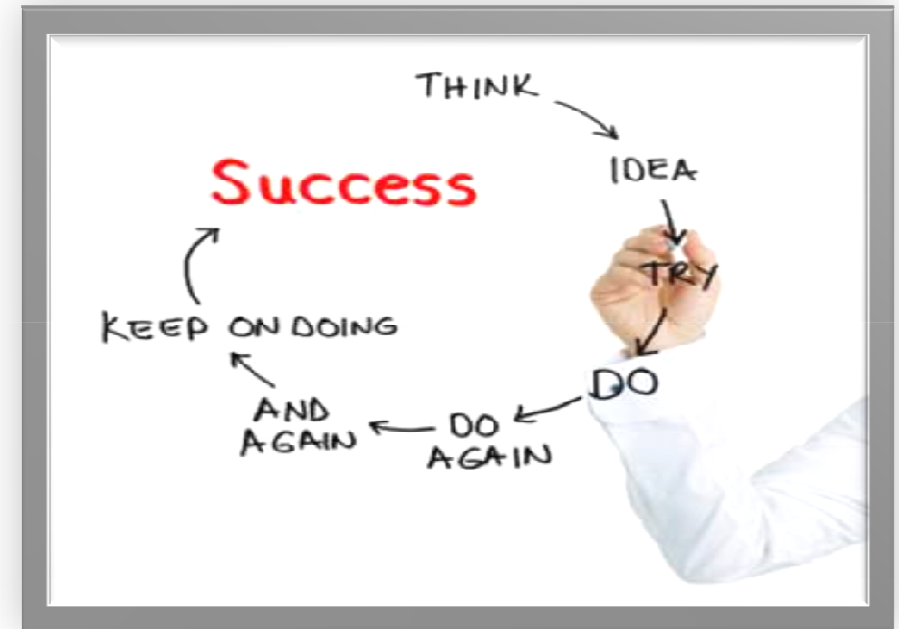 THINK
IDEA
TRY
DO
DO
AGAIN
AND
AGAIN
KEEP ON DOING
Success